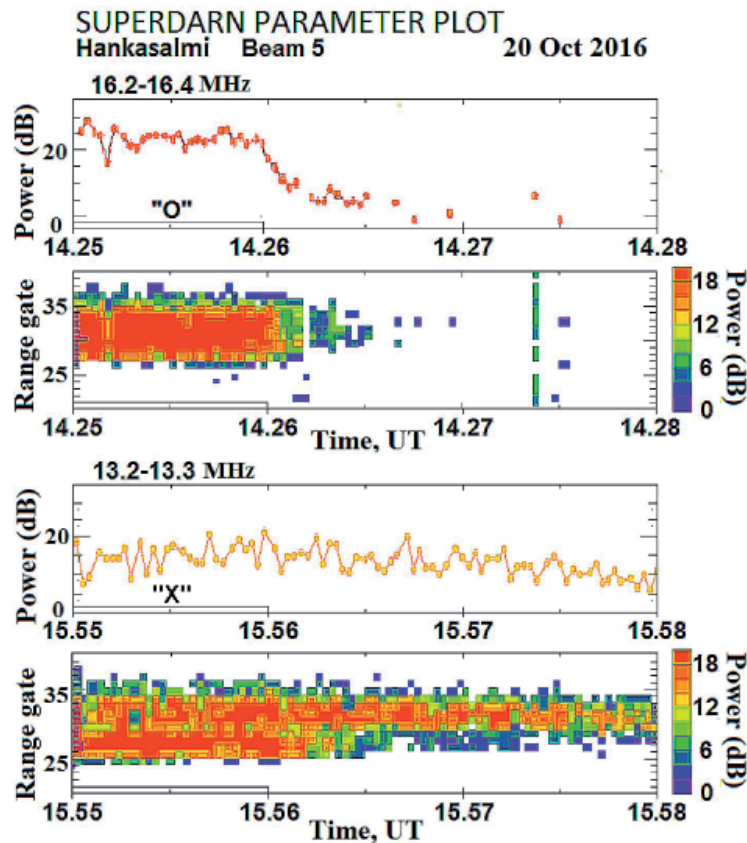 SUPERDARN PARAMETER PLOT
Hankasalmi Beam 5 20 Oct 2016
16.2-16.4 MHz
Power (dB)
20
0
"O"
14.25 14.26 14.27 14.28
Range gate
35
25
18
12
6
0
Power (dB)
14.25 14.26 14.27 14.28
Time, UT
13.2-13.3 MHz
Power (dB)
20
10
0
"X"
15.55 15.56 15.57 15.58
Range gate
35
25
18
12
6
0
Power (dB)
15.55 15.56 15.57 15.58
Time, UT